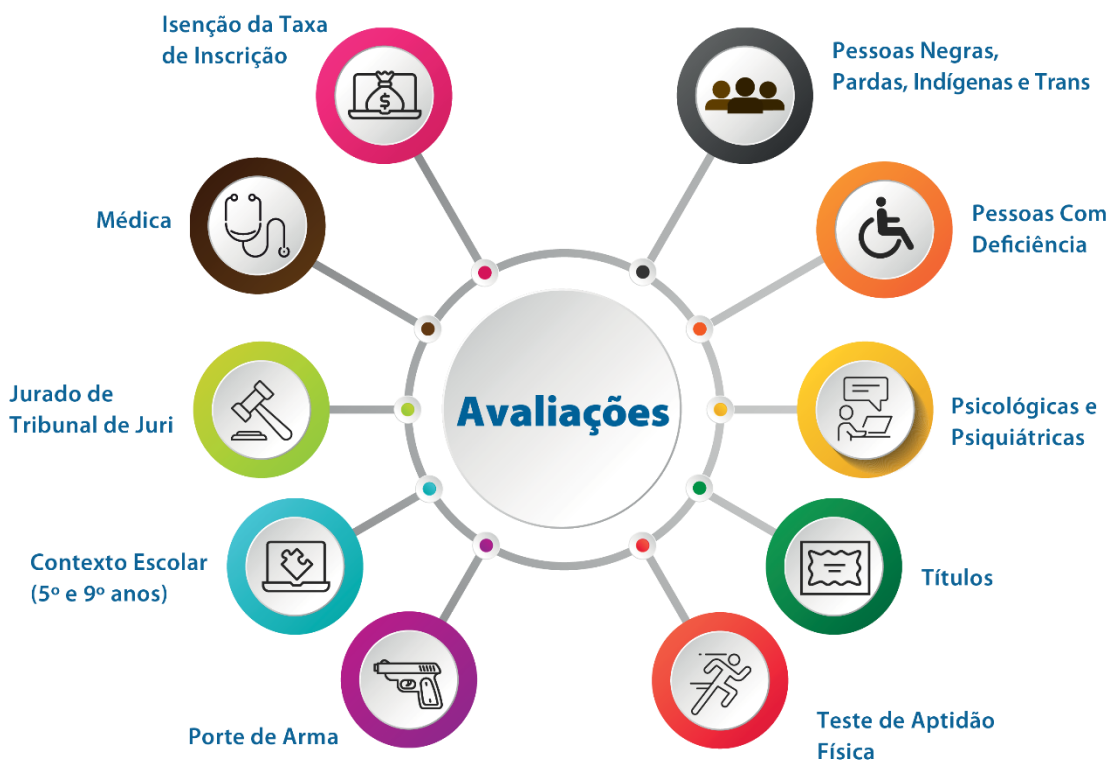 Isenção da Taxa
de Inscrição
Pessoas Negras,
Pardas, Indígenas e Trans
Médica
Pessoas Com
Deficiência
Avaliações
Jurado de
Tribunal de Juri
Psicológicas e
Psiquiátricas
Contexto Escolar
(5º e 9º anos)
Títulos
Porte de Arma
Teste de Aptidão
Física